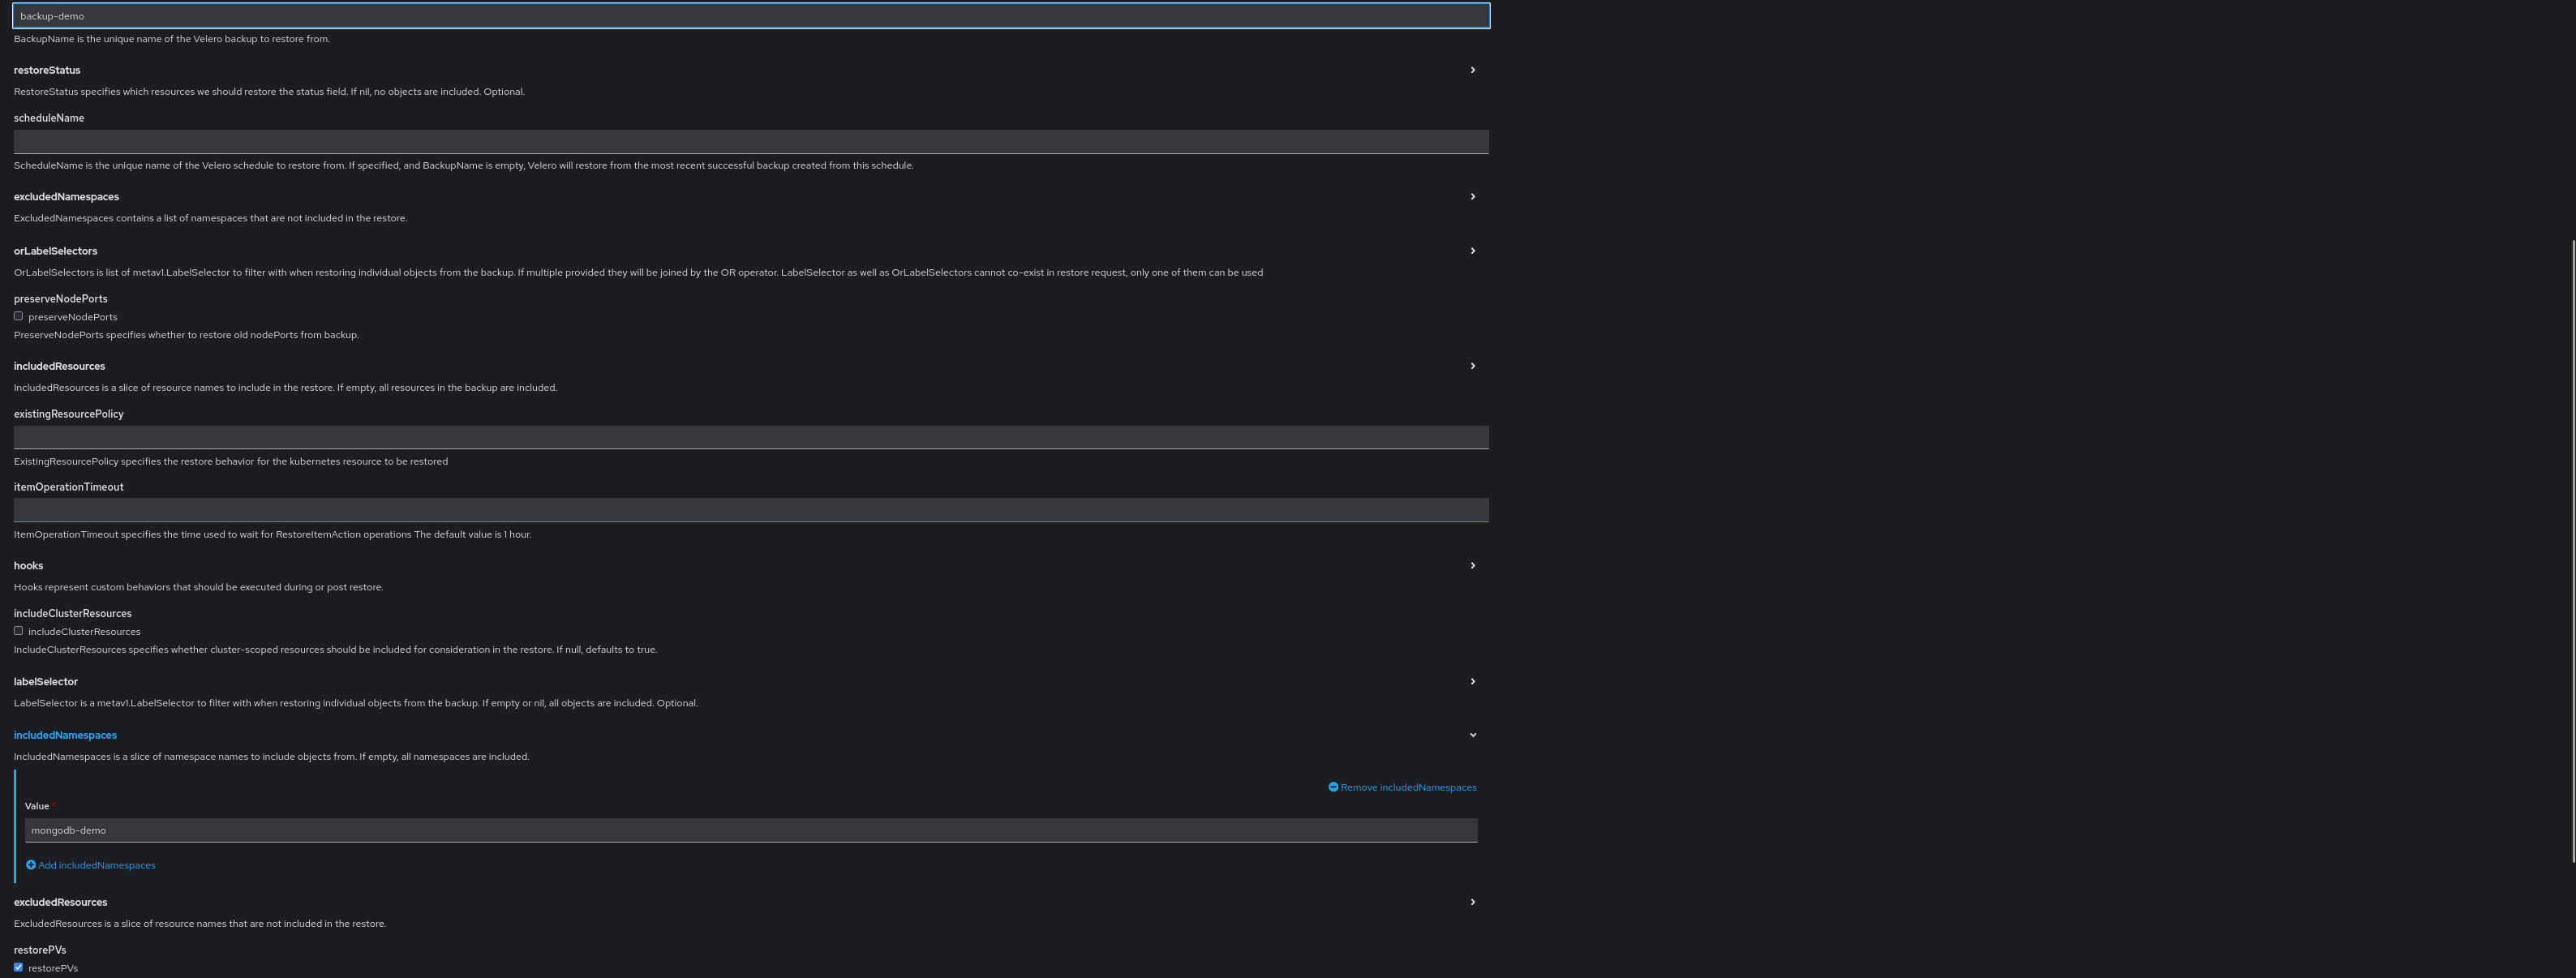 backup-demo
BackupName is the unique name of the Velero backup to restore from.
restoreStatus
RestoreStatus specifies which resources we should restore the status field. If nil, no objects are included. Optional.
scheduleName
ScheduleName is the unique name of the Velero schedule to restore from. If specified, and BackupName is empty, Velero will restore from the most recent successful backup created from this schedule.
excludedNamespaces
ExcludedNamespaces contains a list of namespaces that are not included in the restore.
orLabelSelectors
OrLabelSelectors is list of metav1.LabelSelector to filter with when restoring individual objects from the backup. If multiple provided they will be joined by the OR operator. LabelSelector as well as OrLabelSelectors cannot co-exist in restore request, only one of them can be used
preserveNodePorts
preserveNodePorts
PreserveNodePorts specifies whether to restore old nodePorts from backup.
includedResources
IncludedResources is a slice of resource names to include in the restore. If empty, all resources in the backup are included.
existingResourcePolicy
ExistingResourcePolicy specifies the restore behavior for the kubernetes resource to be restored
itemOperationTimeout
ItemOperationTimeout specifies the time used to wait for RestoreItemAction operations The default value is 1 hour.
hooks
Hooks represent custom behaviors that should be executed during or post restore.
includeClusterResources
includeClusterResources
IncludeClusterResources specifies whether cluster-scoped resources should be included for consideration in the restore. If null, defaults to true.
labelSelector
LabelSelector is a metav1.LabelSelector to filter with when restoring individual objects from the backup. If empty or nil, all objects are included. Optional.
includedNamespaces
IncludedNamespaces is a slice of namespace names to include objects from. If empty, all namespaces are included.
Remove includedNamespaces
Value *
mongodb-demo
Add includedNamespaces
excludedResources
ExcludedResources is a slice of resource names that are not included in the restore.
restorePVs
restorePVs